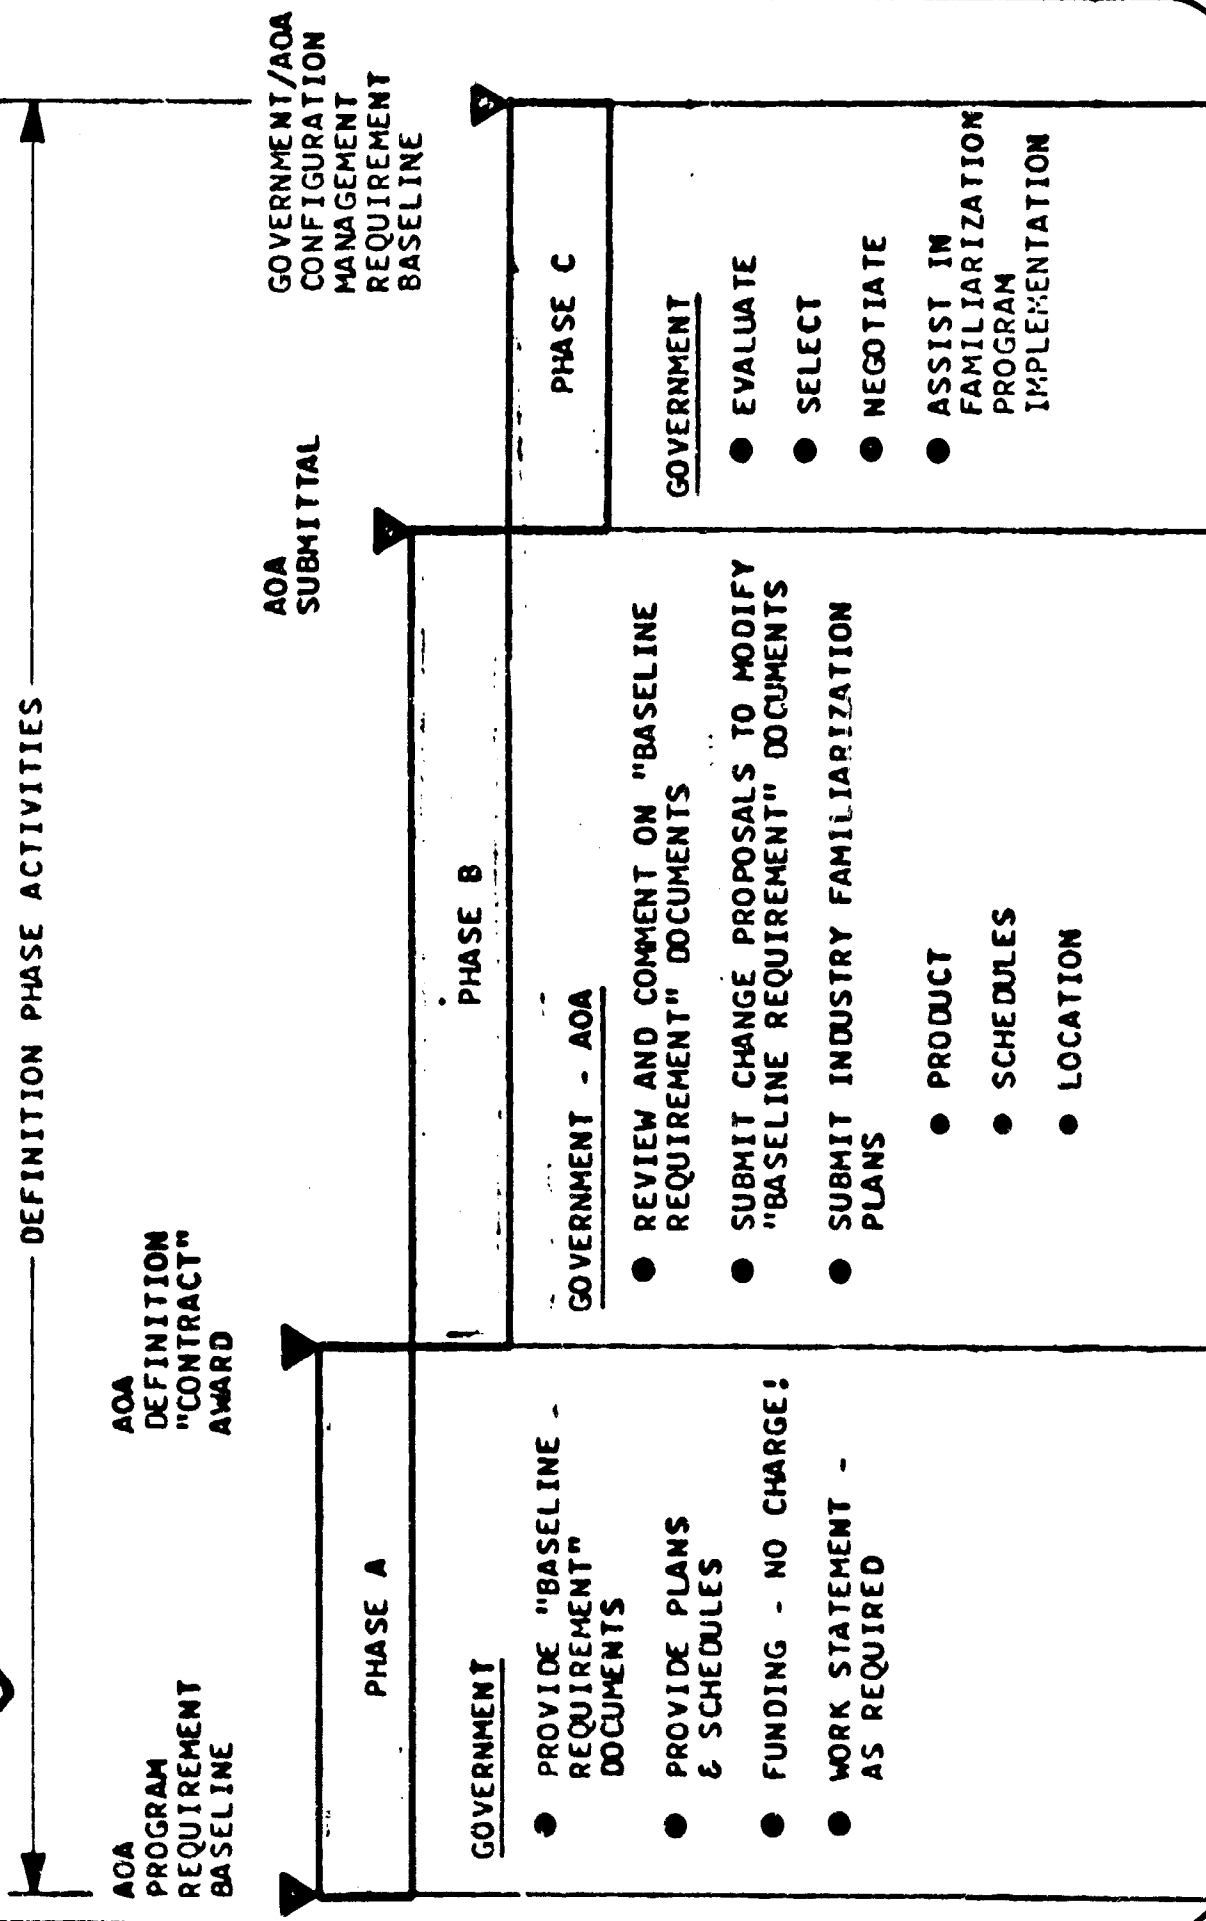 DEFINITION PHASE ACTIVITIES
AOA
PROGRAM
REQUIREMENT
BASELINE
AOA
DEFINITION
"CONTRACT"
AWARD
AOA
SUBMITTAL
GOVERNMENT/AOA
CONFIGURATION
MANAGEMENT
REQUIREMENT
BASELINE
PHASE A
GOVERNMENT
● PROVIDE "BASELINE -
REQUIREMENT"
DOCUMENTS
● PROVIDE PLANS
& SCHEDULES
● FUNDING - NO CHARGE!
● WORK STATEMENT -
AS REQUIRED
PHASE B
GOVERNMENT - AOA
● REVIEW AND COMMENT ON "BASELINE
REQUIREMENT" DOCUMENTS
● SUBMIT CHANGE PROPOSALS TO MODIFY
"BASELINE REQUIREMENT" DOCUMENTS
● SUBMIT INDUSTRY FAMILIARIZATION
PLANS
● PRODUCT
● SCHEDULES
● LOCATION
PHASE C
GOVERNMENT
● EVALUATE
● SELECT
● NEGOTIATE
● ASSIST IN
FAMILIARIZATION
PROGRAM
IMPLEMENTATION